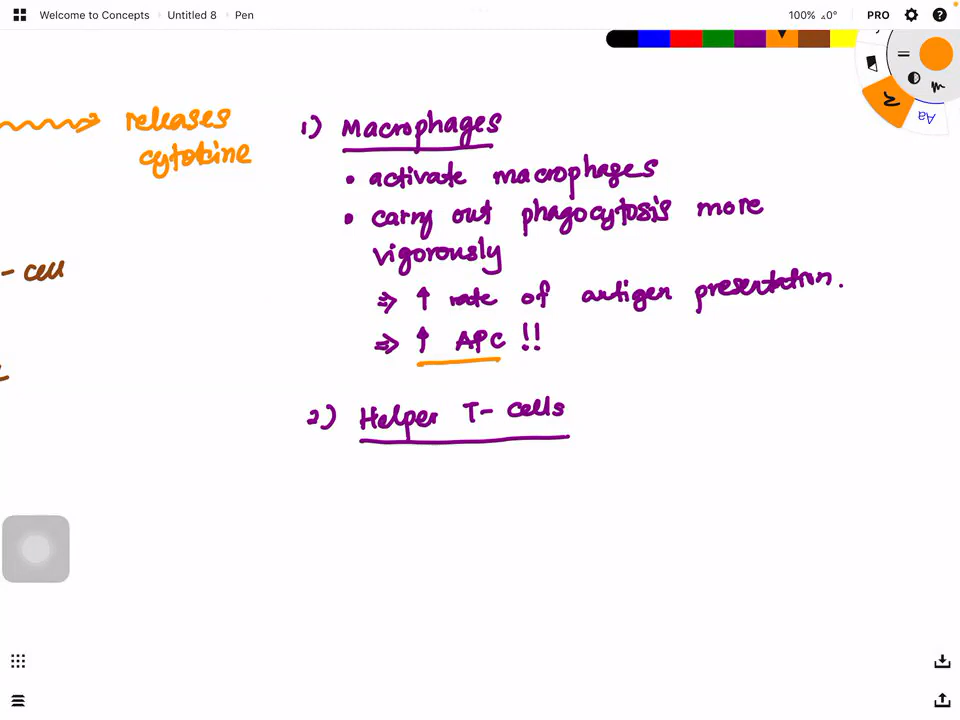 Welcome to Concepts › Untitled 8 › Pen
100% 0°
PRO
Aa
releases
cytokine
- cell
1) Macrophages
• activate macrophages
• carry out phagocytosis more
vigorously
⇒ ↑ rate of antigen presentation.
⇒ ↑ APC !!
2) Helper T- cells